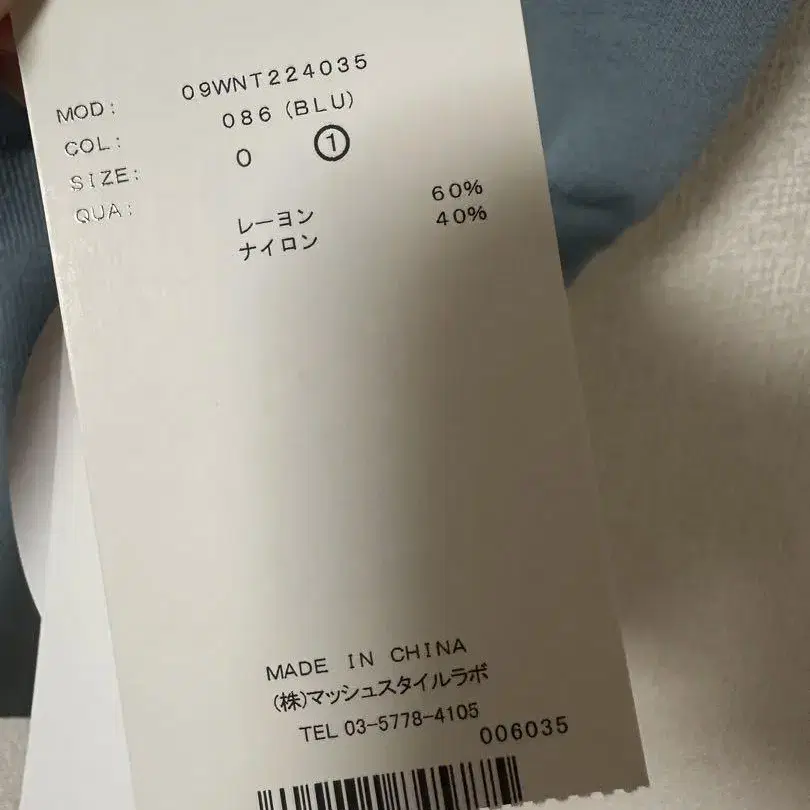 MOD: 09WNT224035
COL: 086 (BLU)
SIZE: 0 ①
QUA: レーヨン 60%
ナイロン 40%
MADE IN CHINA
(株)マッシュスタイルラボ
TEL 03-5778-4105
006035